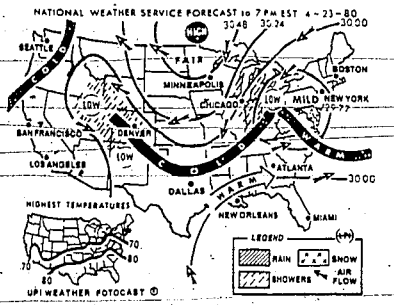 NATIONAL WEATHER SERVICE FORECAST to 7 PM EST 4-23-80
30.48 30.24 30.00
SEATTLE
COLD
HIGH
FAIR
BOSTON
MINNEAPOLIS
CHICAGO
LOW
LOW
MILD
NEW YORK
29.77
SAN FRANCISCO
DENVER
LOW
COLD
WARM
LOS ANGELES
ATLANTA
30.00
DALLAS
WARM
NEW ORLEANS
MIAMI
HIGHEST TEMPERATURES
70
80
70
80
LEGEND
RAIN
SNOW
SHOWERS
AIR FLOW
UPI WEATHER FOTOCAST ©